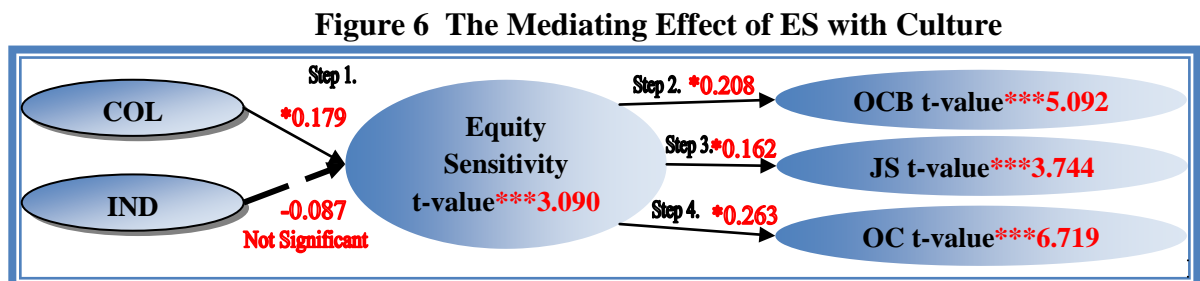 Figure 6 The Mediating Effect of ES with Culture
COL
IND
Step 1.
*0.179
-0.087
Not Significant
Equity
Sensitivity
t-value***3.090
Step 2. *0.208
Step 3.*0.162
Step 4. *0.263
OCB t-value***5.092
JS t-value***3.744
OC t-value***6.719